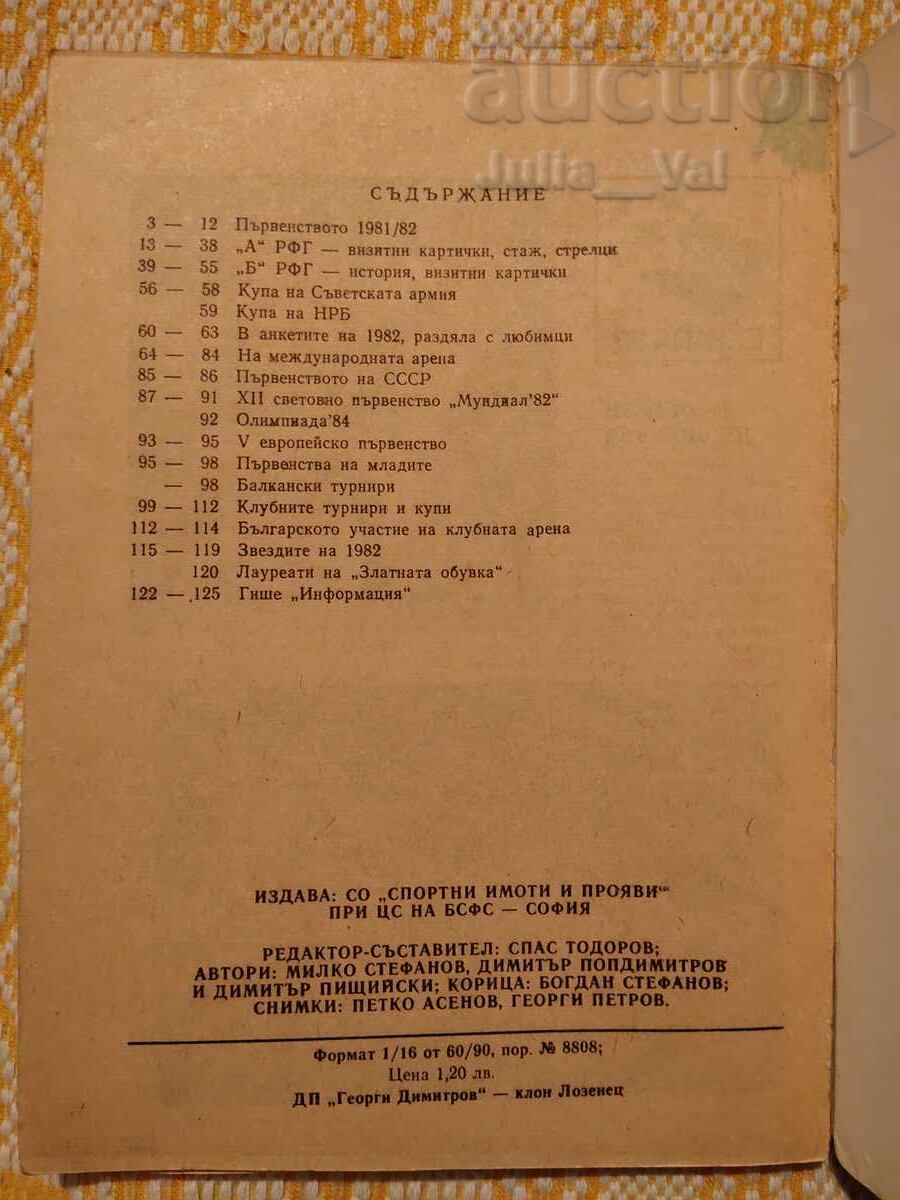 auction
Julia__Val
СЪДЪРЖАНИЕ
3 — 12 Първенството 1981/82
13 — 38 „А“ РФГ — визитни картички, стаж, стрелци
39 — 55 „Б“ РФГ — история, визитни картички
56 — 58 Купа на Съветската армия
59 Купа на НРБ
60 — 63 В анкетите на 1982, раздяла с любимци
64 — 84 На международната арена
85 — 86 Първенството на СССР
87 — 91 XII световно първенство „Мундиал'82“
92 Олимпиада'84
93 — 95 V европейско първенство
95 — 98 Първенства на младите
— 98 Балкански турнири
99 — 112 Клубните турнири и купи
112 — 114 Българското участие на клубната арена
115 — 119 Звездите на 1982
120 Лауреати на „Златната обувка“
122 — 125 Гише „Информация“
ИЗДАВА: СО „СПОРТНИ ИМОТИ И ПРОЯВИ“
ПРИ ЦС НА БСФС — СОФИЯ
РЕДАКТОР-СЪСТАВИТЕЛ: СПАС ТОДОРОВ;
АВТОРИ: МИЛКО СТЕФАНОВ, ДИМИТЪР ПОПДИМИТРОВ
И ДИМИТЪР ПИЩИЙСКИ; КОРИЦА: БОГДАН СТЕФАНОВ;
СНИМКИ: ПЕТКО АСЕНОВ, ГЕОРГИ ПЕТРОВ.
Формат 1/16 от 60/90, пор. № 8808;
Цена 1,20 лв.
ДП „Георги Димитров“ — клон Лозенец